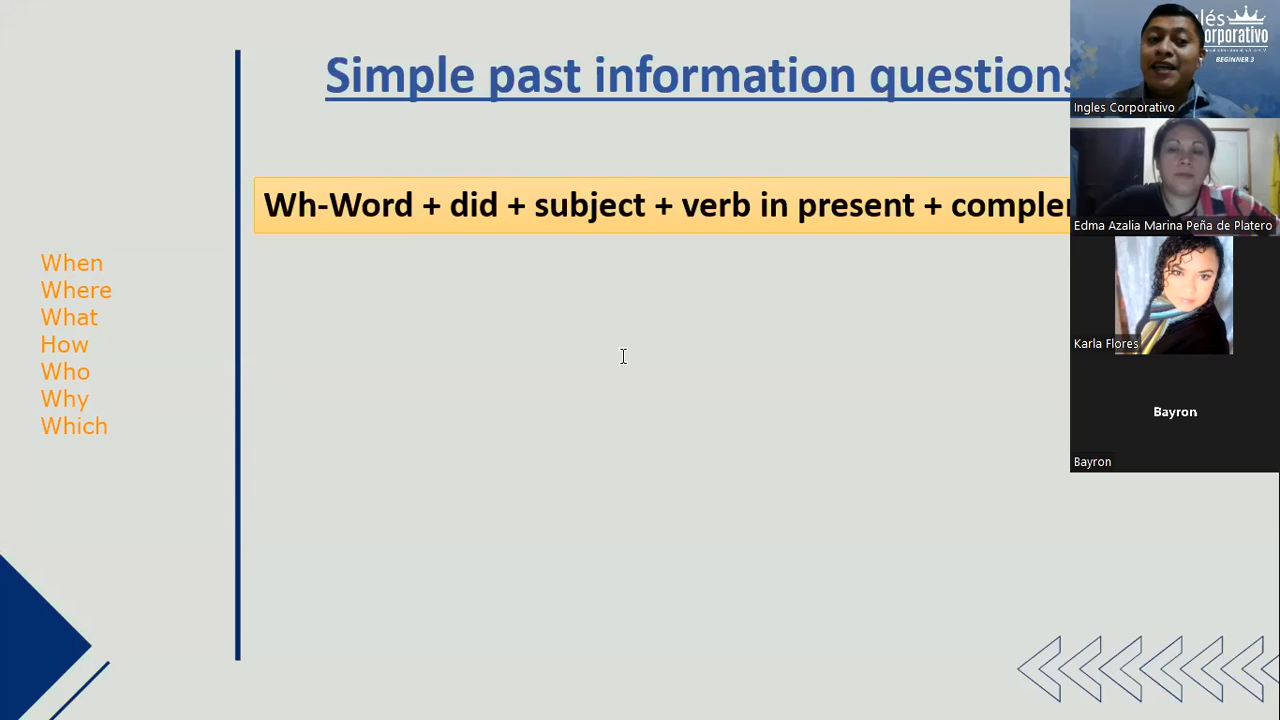 Simple past information questions
Wh-Word + did + subject + verb in present +
When
Where
What
How
Who
Why
Which
BEGINNER 3
Ingles Corporativo
Edma Azalia Marina Peña de Platero
Karla Flores
Bayron
Bayron